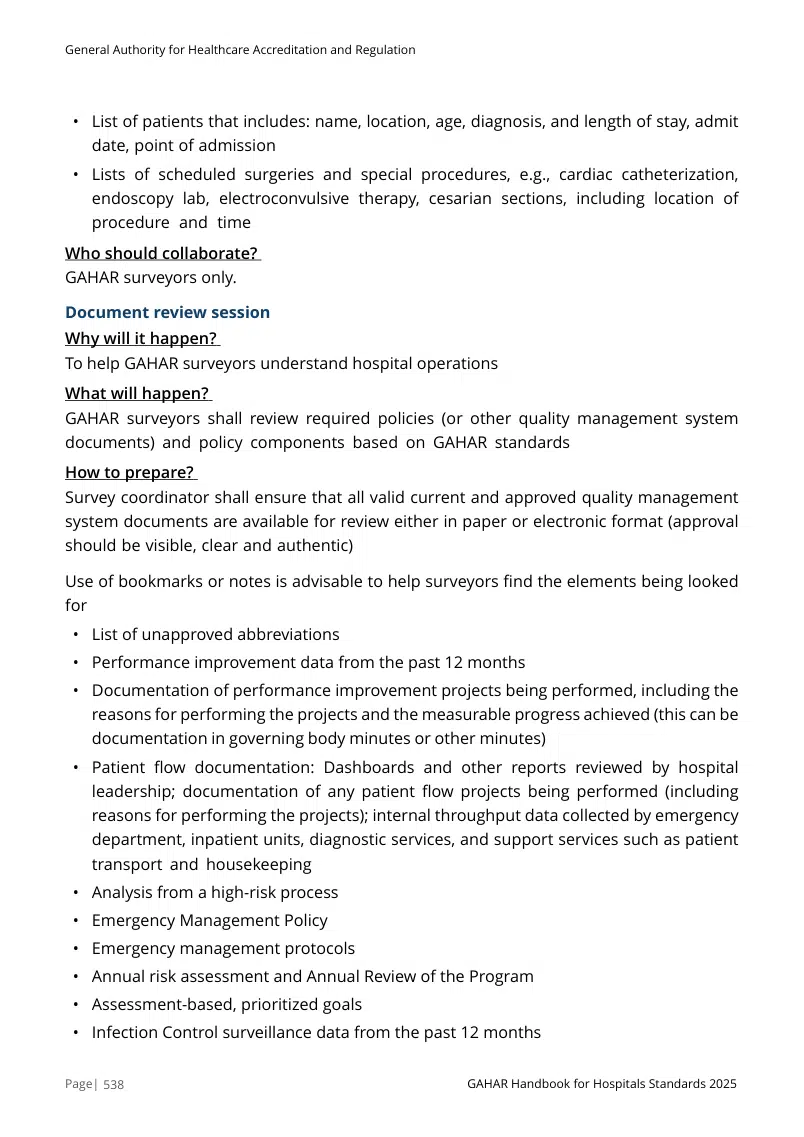 General Authority for Healthcare Accreditation and Regulation
• List of patients that includes: name, location, age, diagnosis, and length of stay, admit
date, point of admission
• Lists of scheduled surgeries and special procedures, e.g., cardiac catheterization,
endoscopy lab, electroconvulsive therapy, cesarian sections, including location of
procedure and time
Who should collaborate?
GAHAR surveyors only.
Document review session
Why will it happen?
To help GAHAR surveyors understand hospital operations
What will happen?
GAHAR surveyors shall review required policies (or other quality management system
documents) and policy components based on GAHAR standards
How to prepare?
Survey coordinator shall ensure that all valid current and approved quality management
system documents are available for review either in paper or electronic format (approval
should be visible, clear and authentic)
Use of bookmarks or notes is advisable to help surveyors find the elements being looked
for
• List of unapproved abbreviations
• Performance improvement data from the past 12 months
• Documentation of performance improvement projects being performed, including the
reasons for performing the projects and the measurable progress achieved (this can be
documentation in governing body minutes or other minutes)
• Patient flow documentation: Dashboards and other reports reviewed by hospital
leadership; documentation of any patient flow projects being performed (including
reasons for performing the projects); internal throughput data collected by emergency
department, inpatient units, diagnostic services, and support services such as patient
transport and housekeeping
• Analysis from a high-risk process
• Emergency Management Policy
• Emergency management protocols
• Annual risk assessment and Annual Review of the Program
• Assessment-based, prioritized goals
• Infection Control surveillance data from the past 12 months
Page| 538 GAHAR Handbook for Hospitals Standards 2025